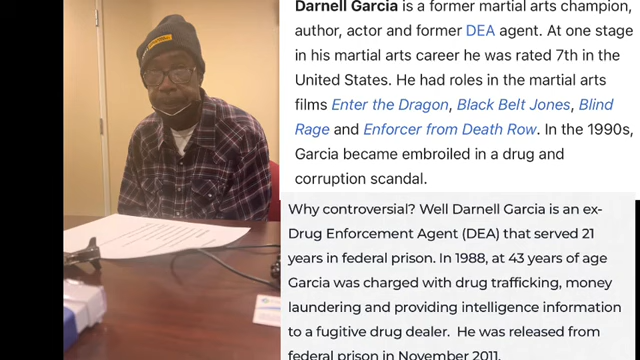 Darnell Garcia is a former martial arts champion,
author, actor and former DEA agent. At one stage
in his martial arts career he was rated 7th in the
United States. He had roles in the martial arts
films Enter the Dragon, Black Belt Jones, Blind
Rage and Enforcer from Death Row. In the 1990s,
Garcia became embroiled in a drug and
corruption scandal.
Why controversial? Well Darnell Garcia is an ex-
Drug Enforcement Agent (DEA) that served 21
years in federal prison. In 1988, at 43 years of age
Garcia was charged with drug trafficking, money
laundering and providing intelligence information
to a fugitive drug dealer. He was released from
federal prison in November 2011.